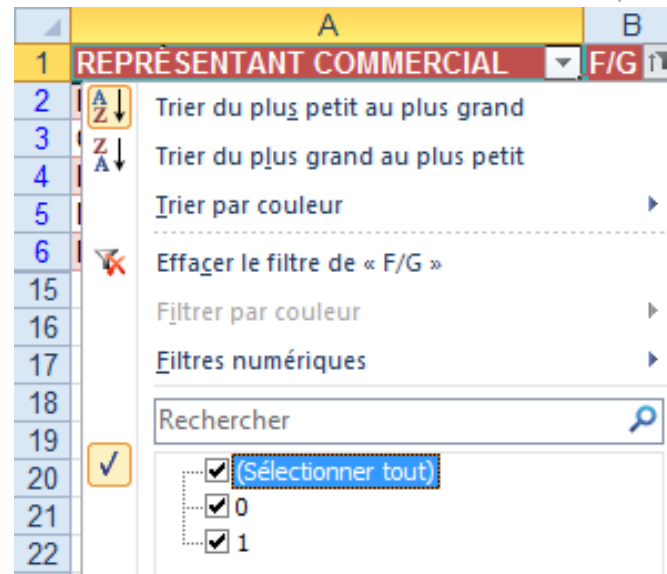 A B
1 REPRÉSENTANT COMMERCIAL F/G
2 Trier du plus petit au plus grand
3
4 Trier du plus grand au plus petit
5 Trier par couleur
6 Effacer le filtre de « F/G »
15
16 Filtrer par couleur
17 Filtres numériques
18
19 Rechercher
20 (Sélectionner tout)
21 0
22 1